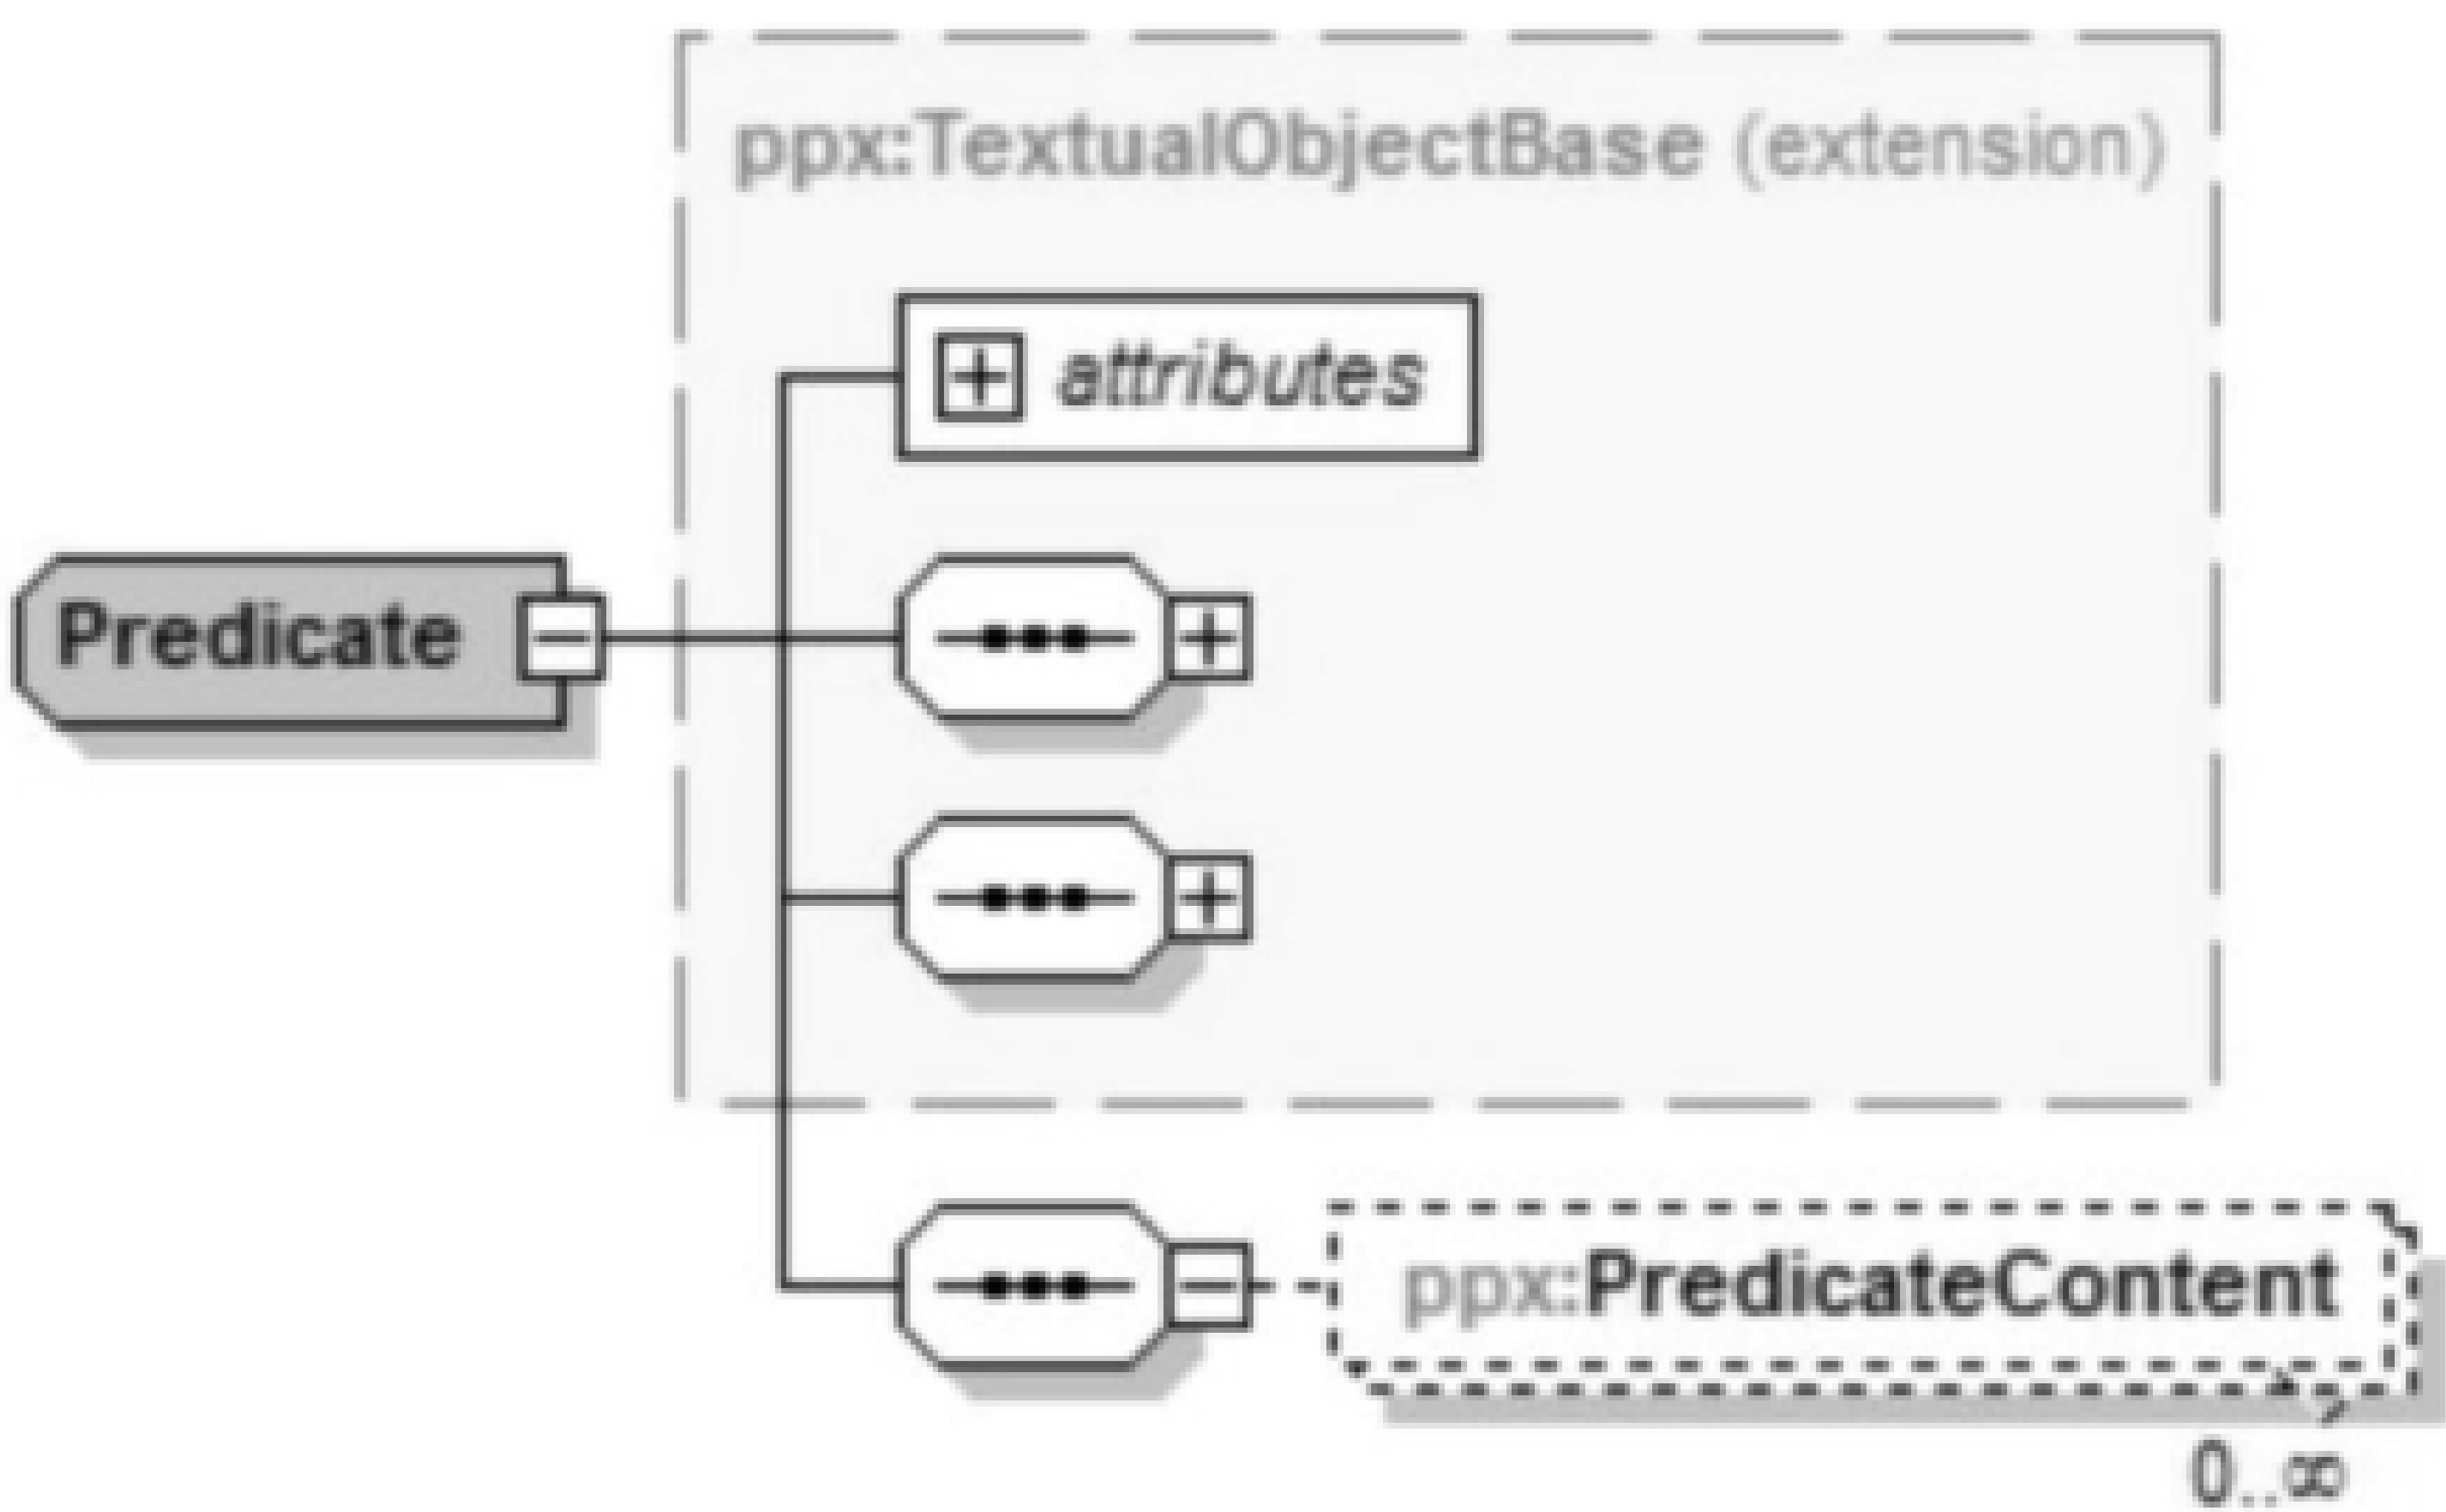 ppx:TextualObjectBase (extension)
attributes
Predicate
ppx:PredicateContent
0..∞